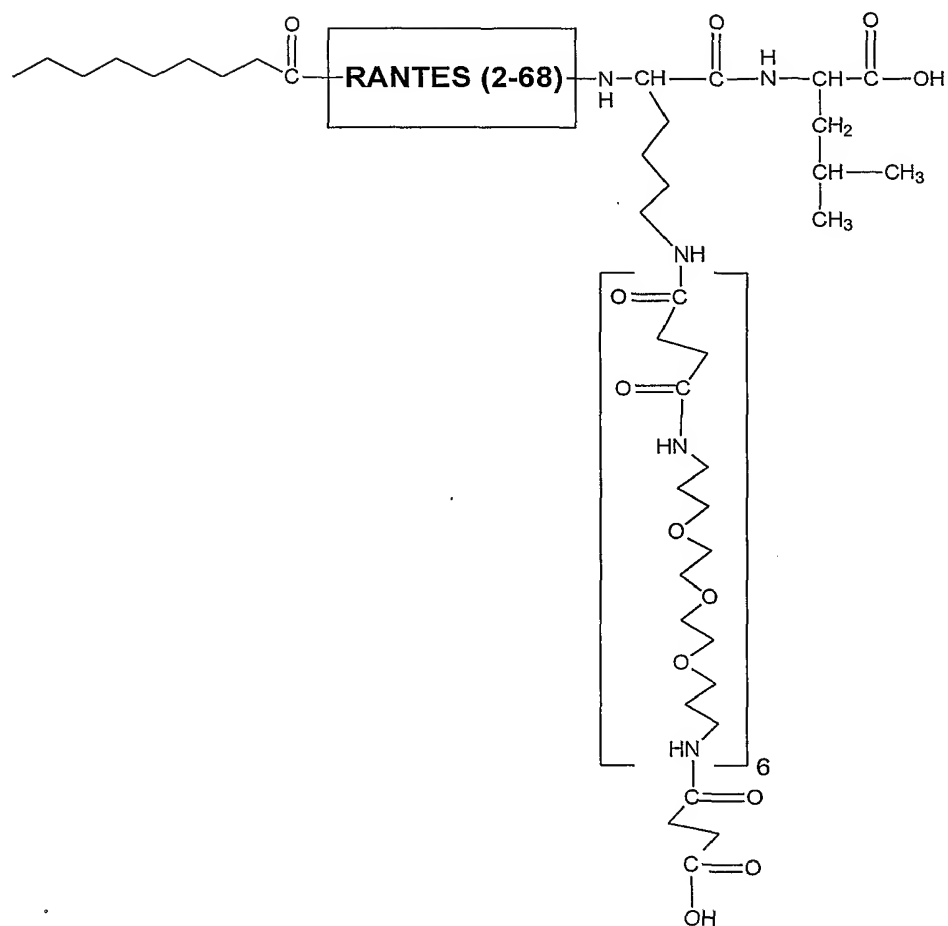 O O O
C RANTES (2-68) N CH C N CH C OH
H H
CH2
CH CH3
CH3
NH
O C
O C
HN
O
O
O
HN
6
C O
C O
OH